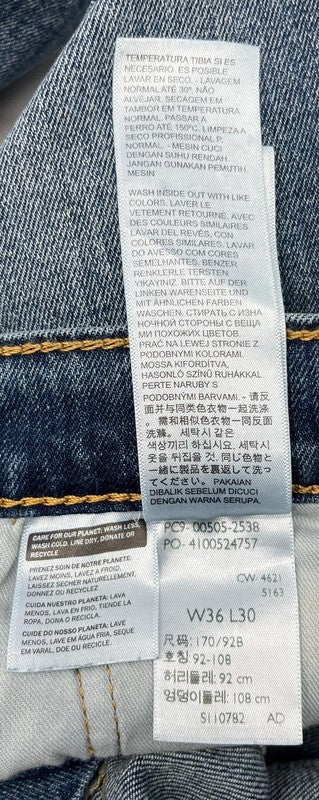 TEMPERATURA TIBIA SI ES
NECESARIO. ES POSIBLE
LAVAR EN SECO. - LAVAGEM
NORMAL ATÉ 30º. NÃO
ALVEJAR. SECAGEM EM
TAMBOR EM TEMPERATURA
NORMAL. PASSAR A
FERRO ATÉ 150ºC. LIMPEZA A
SECO PROFISSIONAL P,
NORMAL. - MESIN CUCI
DENGAN SUHU RENDAH.
JANGAN GUNAKAN PEMUTIH.
MESIN
WASH INSIDE OUT WITH LIKE
COLORS. LAVER LE
VETEMENT RETOURNE, AVEC
DES COULEURS SIMILAIRES
LAVAR DEL REVÉS, CON
COLORES SIMILARES. LAVAR
DO AVESSO COM CORES
SEMELHANTES. BENZER
RENKLERLE TERSTEN
YIKAYINIZ. BITTE AUF DER
LINKEN WARENSEITE UND
MIT ÄHNLICHEN FARBEN
WASCHEN. СТИРАТЬ С ИЗНА
НОЧНОЙ СТОРОНЫ С ВЕЩА
МИ ПОХОЖИХ ЦВЕТОВ.
PRAĆ NA LEWEJ STRONIE Z
PODOBNYMI KOLORAMI.
MOSSA KIFORDÍTVA,
HASONLÓ SZÍNŰ RUHÁKKAL
PERTE NARUBY S
PODOBNÝMI BARVAMI. - 请反
面并与同类色衣物一起洗涤
。需和相似色衣物一同反面
洗滌。세탁시 같은
색상끼리 하십시요. 세탁시
옷을 뒤집을 것. 同じ色物と
一緒に製品を裏返して洗っ
てください。PAKAIAN
DIBALIK SEBELUM DICUCI
DENGAN WARNA SERUPA.
CARE FOR OUR PLANET: WASH LESS,
WASH COLD, LINE DRY, DONATE OR
RECYCLE
PRENEZ SOIN DE NOTRE PLANETE.
LAVEZ MOINS, LAVEZ A FROID,
LAISSEZ SECHER NATURELLEMENT,
DONNEZ OU RECYCLEZ
CUIDA NUESTRO PLANETA: LAVA
MENOS, LAVA EN FRIO, TIENDE LA
ROPA, DONA O RECICLA.
CUIDE DO NOSSO PLANETA: LAVE
MENOS, LAVE EM ÁGUA FRIA, SEQUE
EM VARAL, DOE OU RECICLE.
PC9- 00505-2538
PO- 4100524757
CW 4621
5163
W36 L30
尺码: 170/92B
호칭: 92-108
허리둘레: 92 cm
엉덩이둘레: 108 cm
S110782 AD